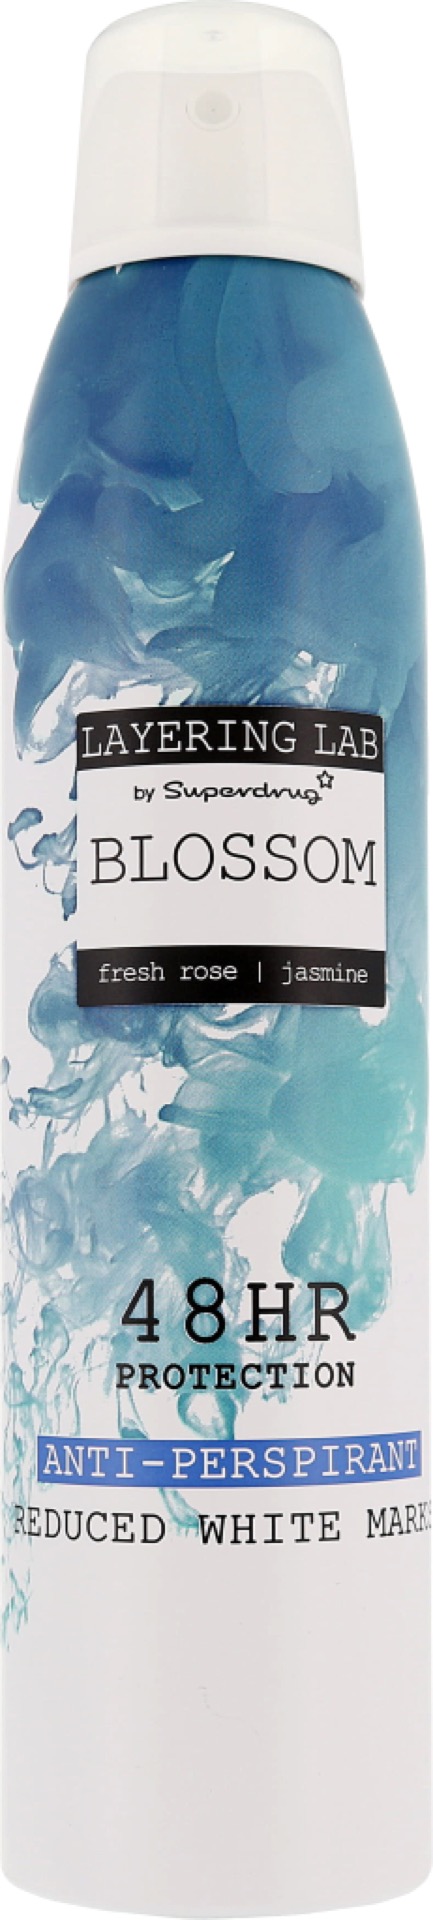 LAYERING LAB
by Superdrug
BLOSSOM
fresh rose | jasmine
48HR
PROTECTION
ANTI-PERSPIRANT
REDUCED WHITE MARKS